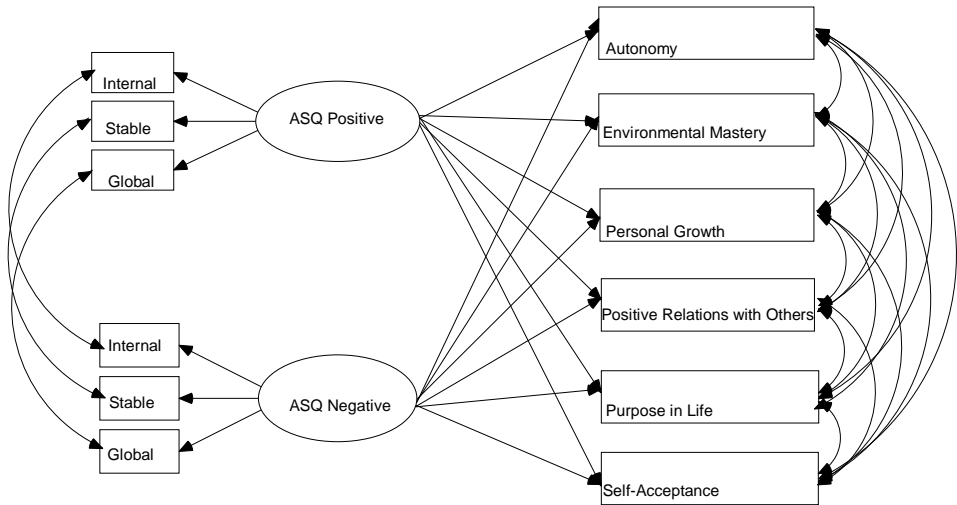 Internal
Stable
Global
ASQ Positive
Internal
Stable
Global
ASQ Negative
Autonomy
Environmental Mastery
Personal Growth
Positive Relations with Others
Purpose in Life
Self-Acceptance